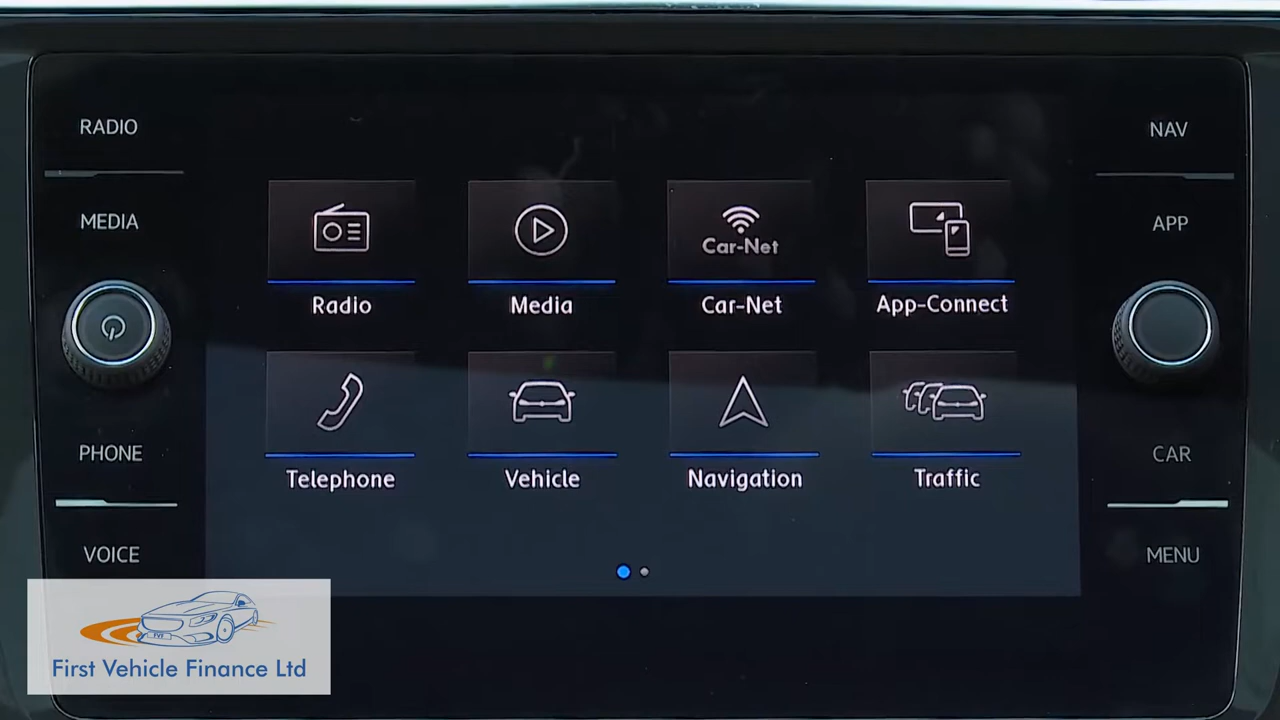 RADIO
NAV
MEDIA
APP
Car-Net
Radio
Media
Car-Net
App-Connect
PHONE
CAR
Telephone
Vehicle
Navigation
Traffic
VOICE
MENU
FVF
First Vehicle Finance Ltd